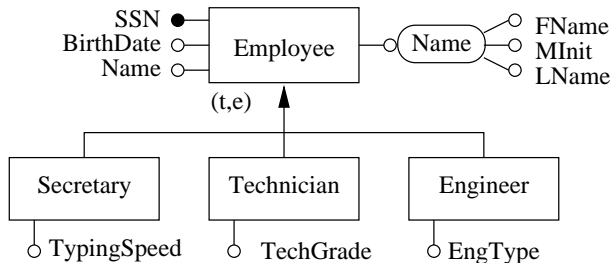 SSN
BirthDate
Name
Employee
Name
FName
MInit
LName
(t,e)
Secretary
Technician
Engineer
TypingSpeed
TechGrade
EngType